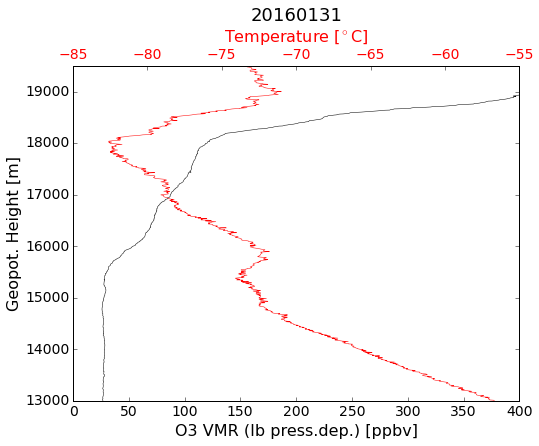 20160131
Temperature [°C]
−85 −80 −75 −70 −65 −60 −55
19000
18000
17000
16000
15000
14000
13000
Geopot. Height [m]
0 50 100 150 200 250 300 350 400
O3 VMR (Ib press.dep.) [ppbv]